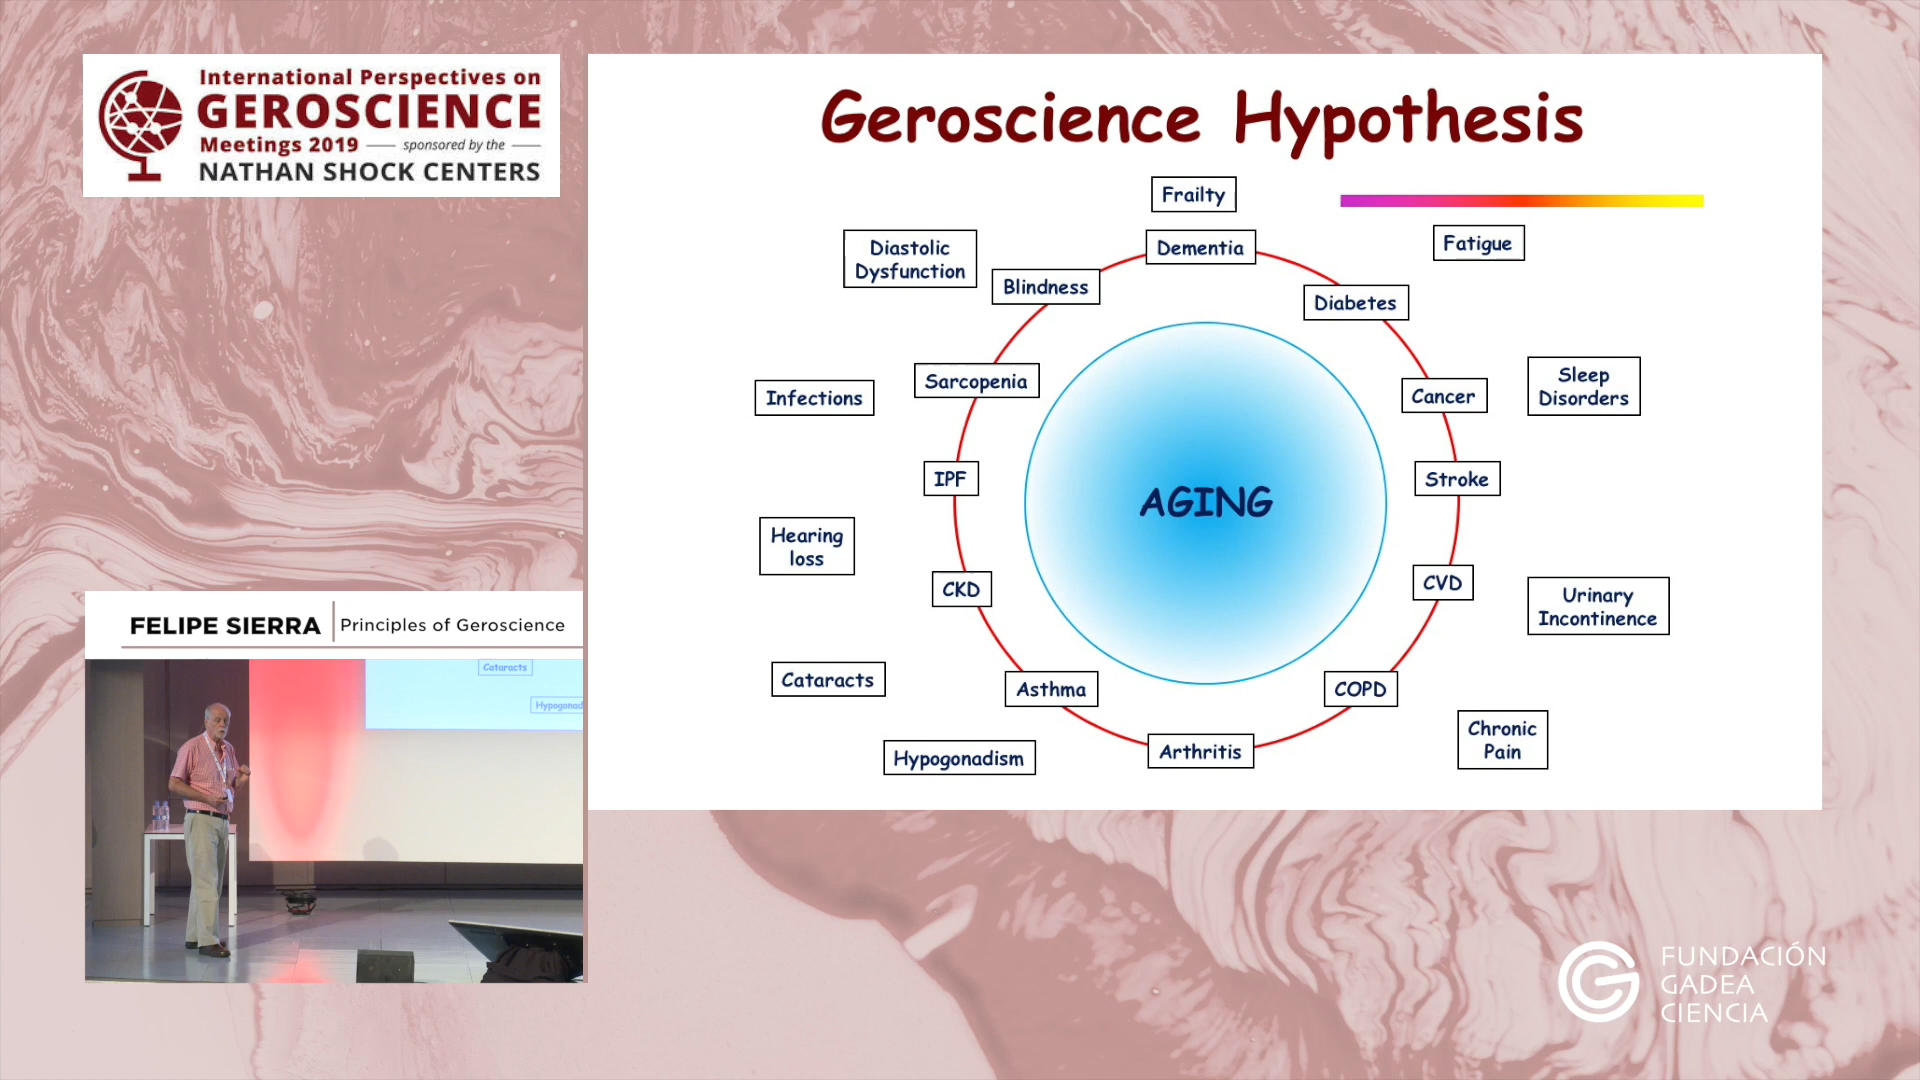 International Perspectives on
GEROSCIENCE
Meetings 2019 — sponsored by the —
NATHAN SHOCK CENTERS
Geroscience Hypothesis
Frailty
Dementia
Fatigue
Diastolic
Dysfunction
Blindness
Diabetes
Sarcopenia
Infections
Cancer
Sleep
Disorders
IPF
Stroke
AGING
Hearing
loss
CKD
CVD
Urinary
Incontinence
Cataracts
Asthma
COPD
Chronic
Pain
Hypogonadism
Arthritis
FELIPE SIERRA
Principles of Geroscience
Cataracts
Hypogonad
FUNDACIÓN
GADEA
CIENCIA